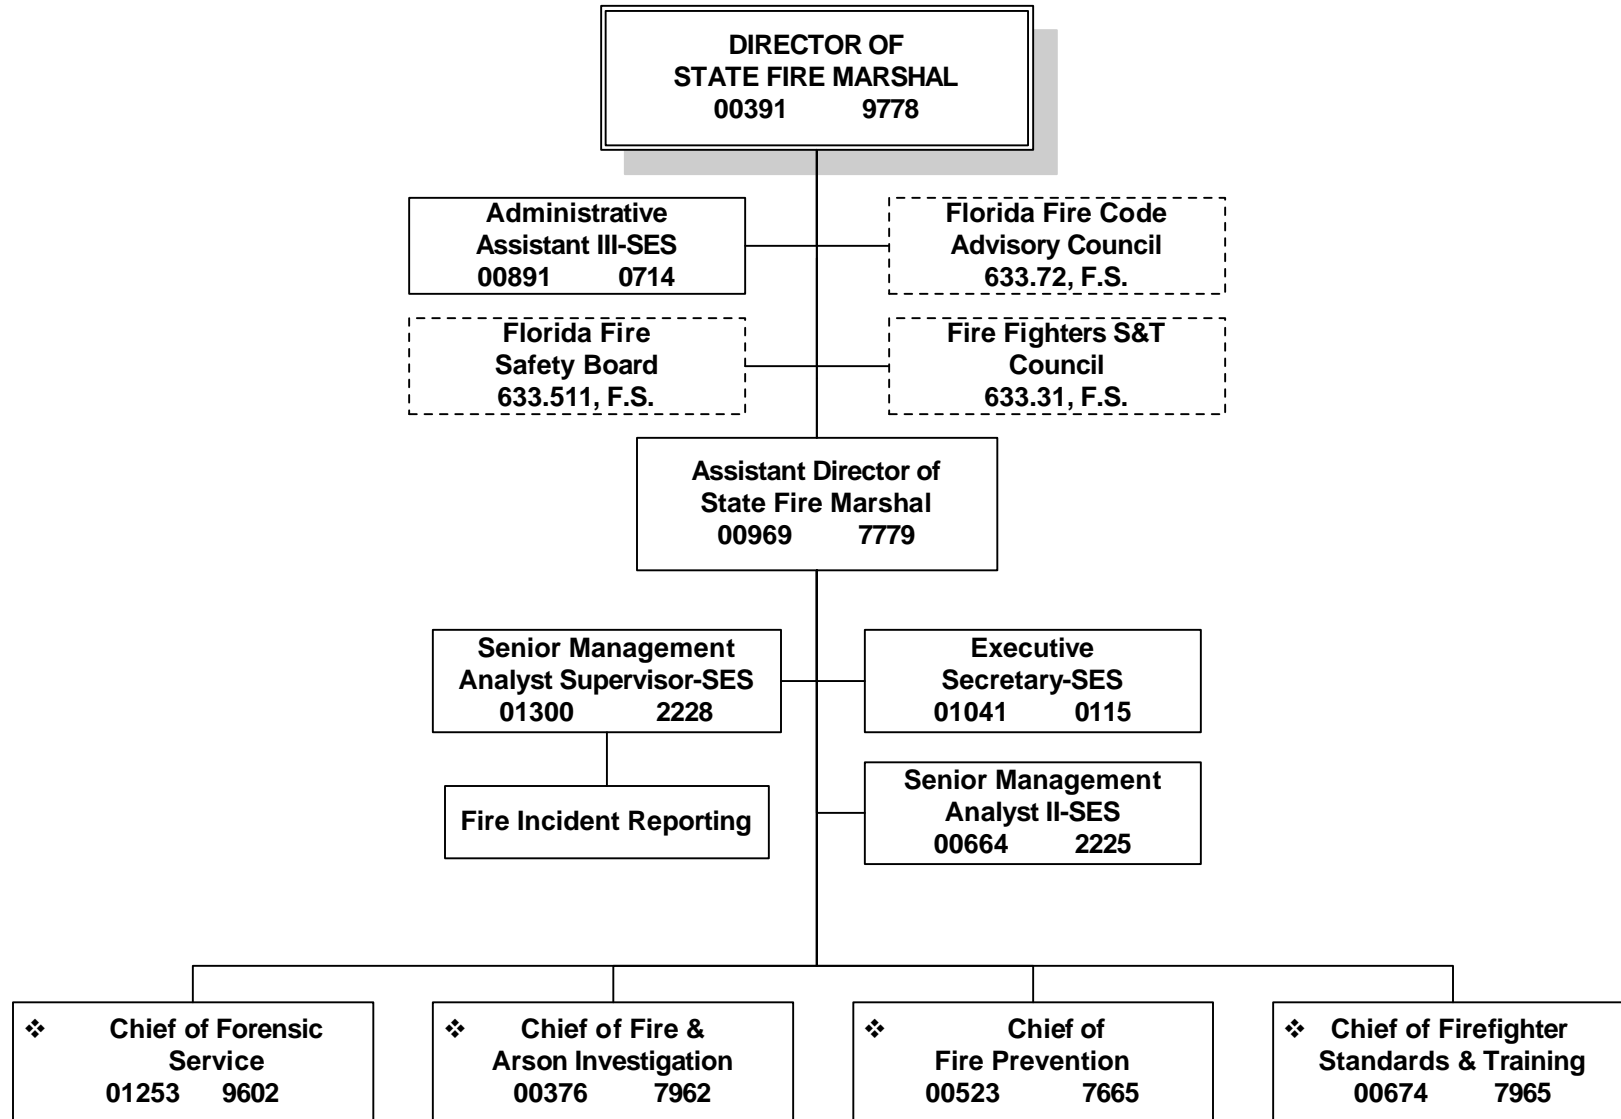 DIRECTOR OF
STATE FIRE MARSHAL
00391 9778
Administrative
Assistant III-SES
00891 0714
Florida Fire Code
Advisory Council
633.72, F.S.
Florida Fire
Safety Board
633.511, F.S.
Fire Fighters S&T
Council
633.31, F.S.
Assistant Director of
State Fire Marshal
00969 7779
Senior Management
Analyst Supervisor-SES
01300 2228
Executive
Secretary-SES
01041 0115
Fire Incident Reporting
Senior Management
Analyst II-SES
00664 2225
❖ Chief of Forensic
Service
01253 9602
❖ Chief of Fire &
Arson Investigation
00376 7962
❖ Chief of
Fire Prevention
00523 7665
❖ Chief of Firefighter
Standards & Training
00674 7965